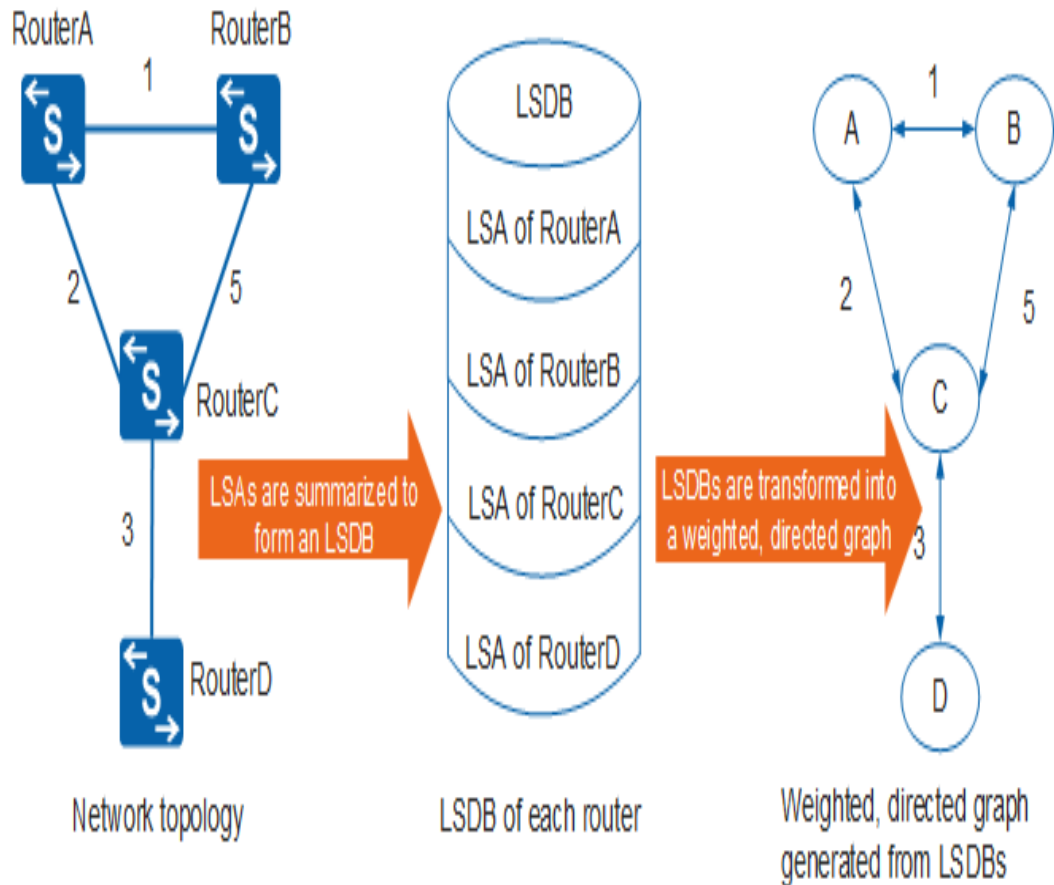 RouterA
RouterB
1
S
S
2
5
S
RouterC
3
S
RouterD
Network topology
LSAs are summarized to
form an LSDB
LSDB
LSA of RouterA
LSA of RouterB
LSA of RouterC
LSA of RouterD
LSDB of each router
LSDBs are transformed into
a weighted, directed graph
A
1
B
2
5
C
3
D
Weighted, directed graph
generated from LSDBs